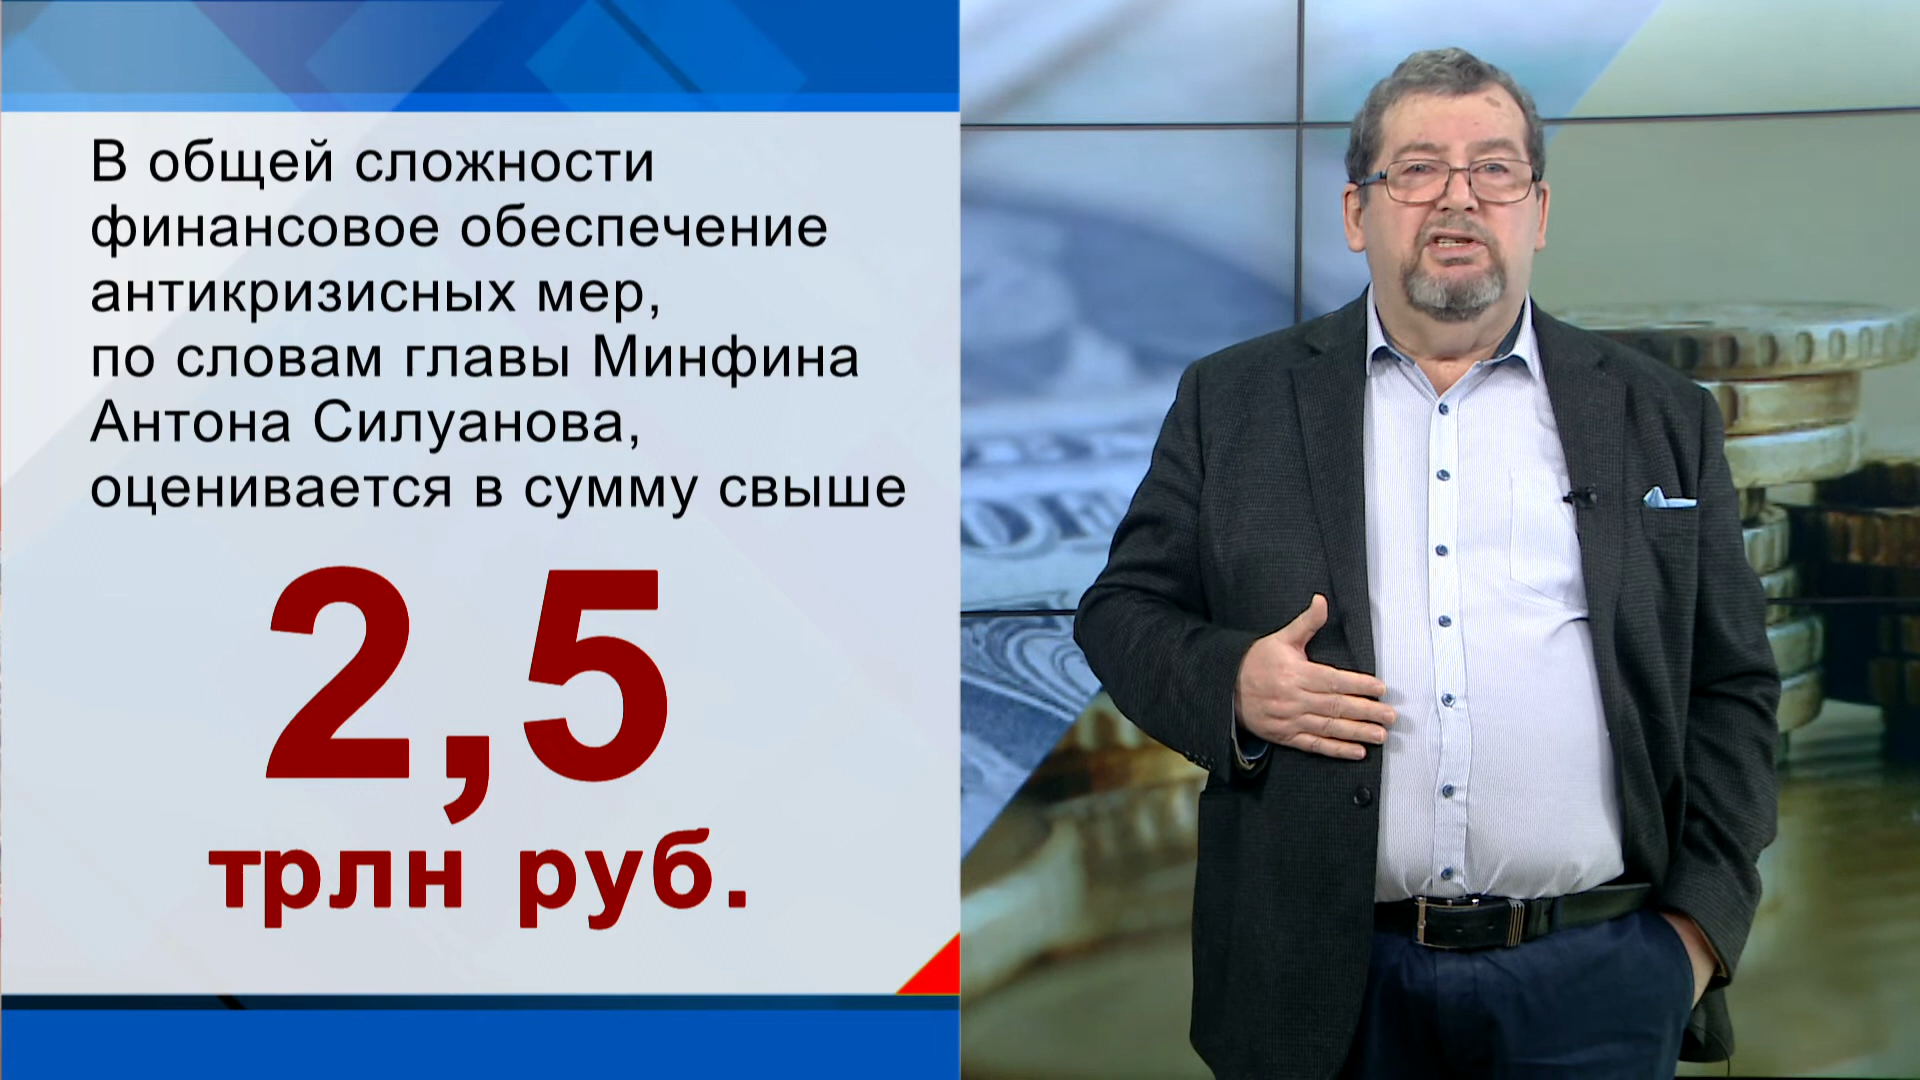 В общей сложности
финансовое обеспечение
антикризисных мер,
по словам главы Минфина
Антона Силуанова,
оценивается в сумму свыше
2,5
трлн руб.